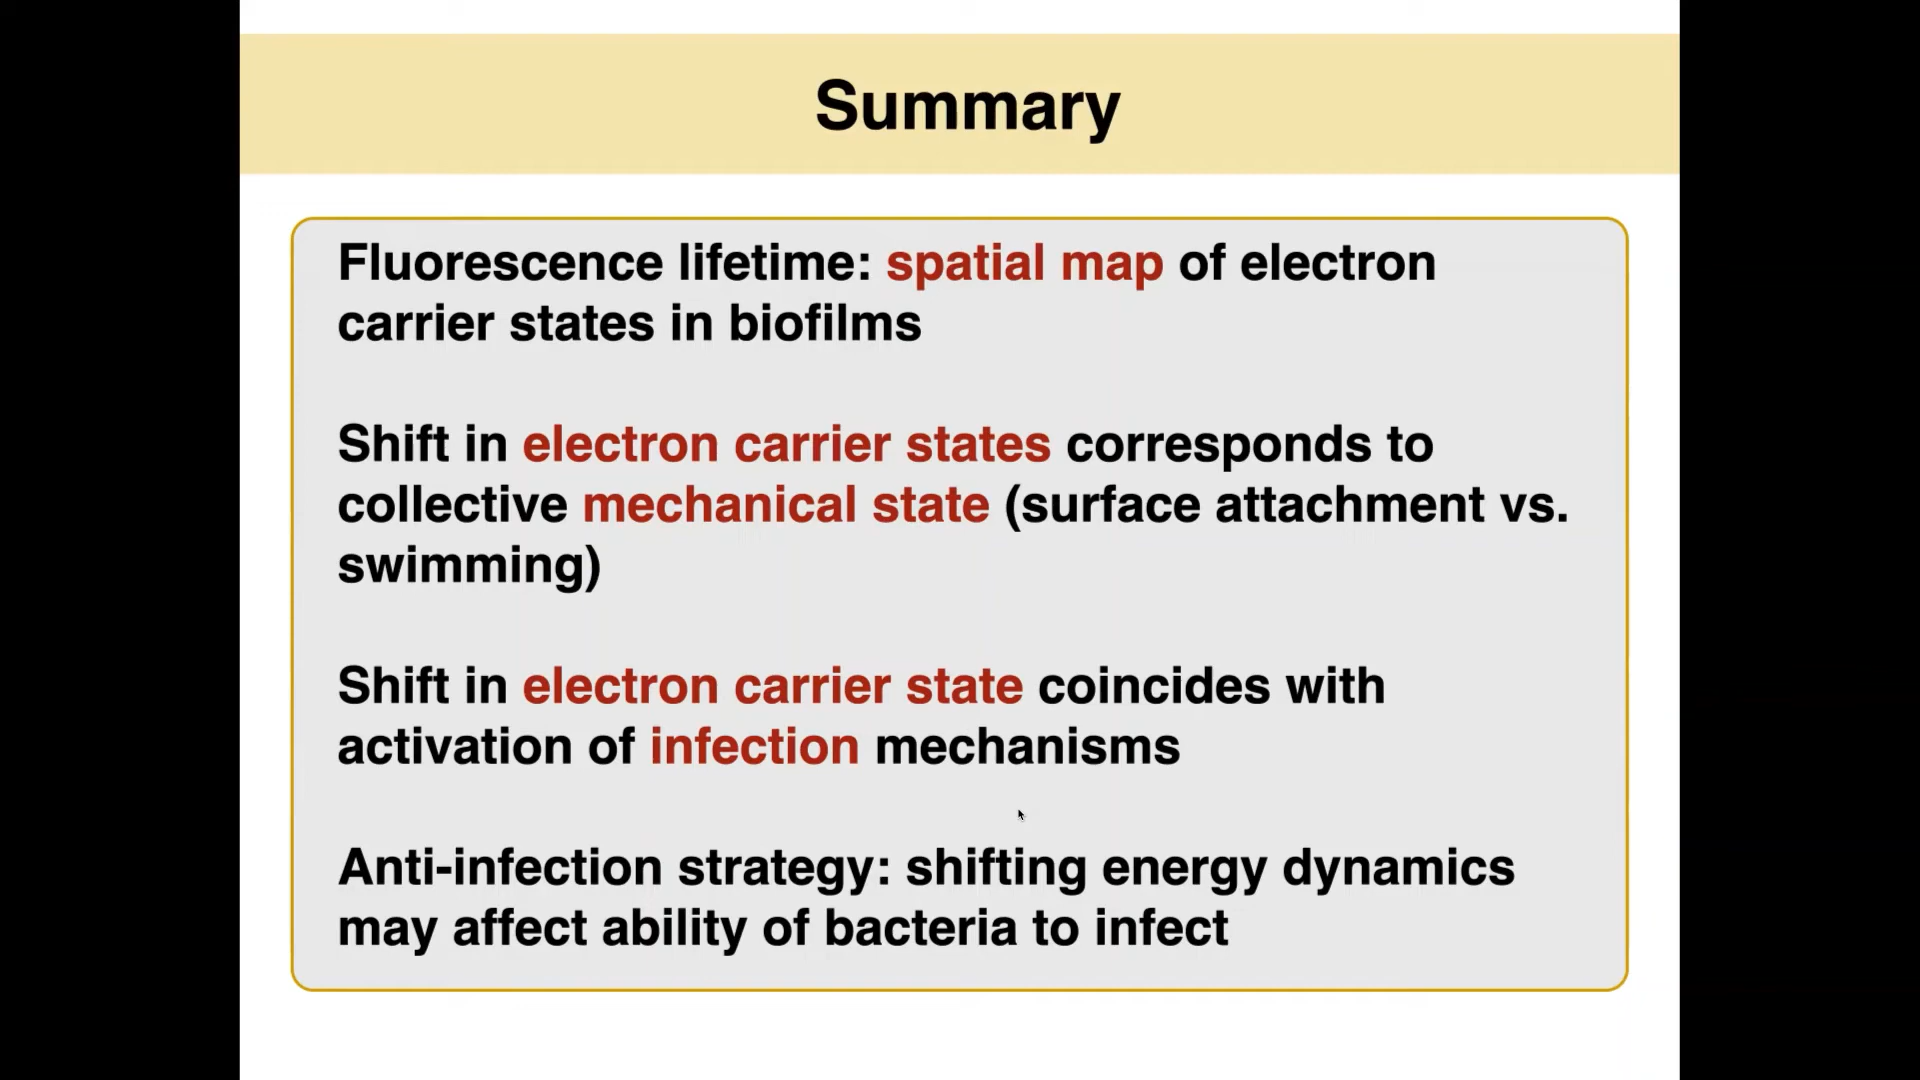 Summary
Fluorescence lifetime: spatial map of electron
carrier states in biofilms
Shift in electron carrier states corresponds to
collective mechanical state (surface attachment vs.
swimming)
Shift in electron carrier state coincides with
activation of infection mechanisms
Anti-infection strategy: shifting energy dynamics
may affect ability of bacteria to infect